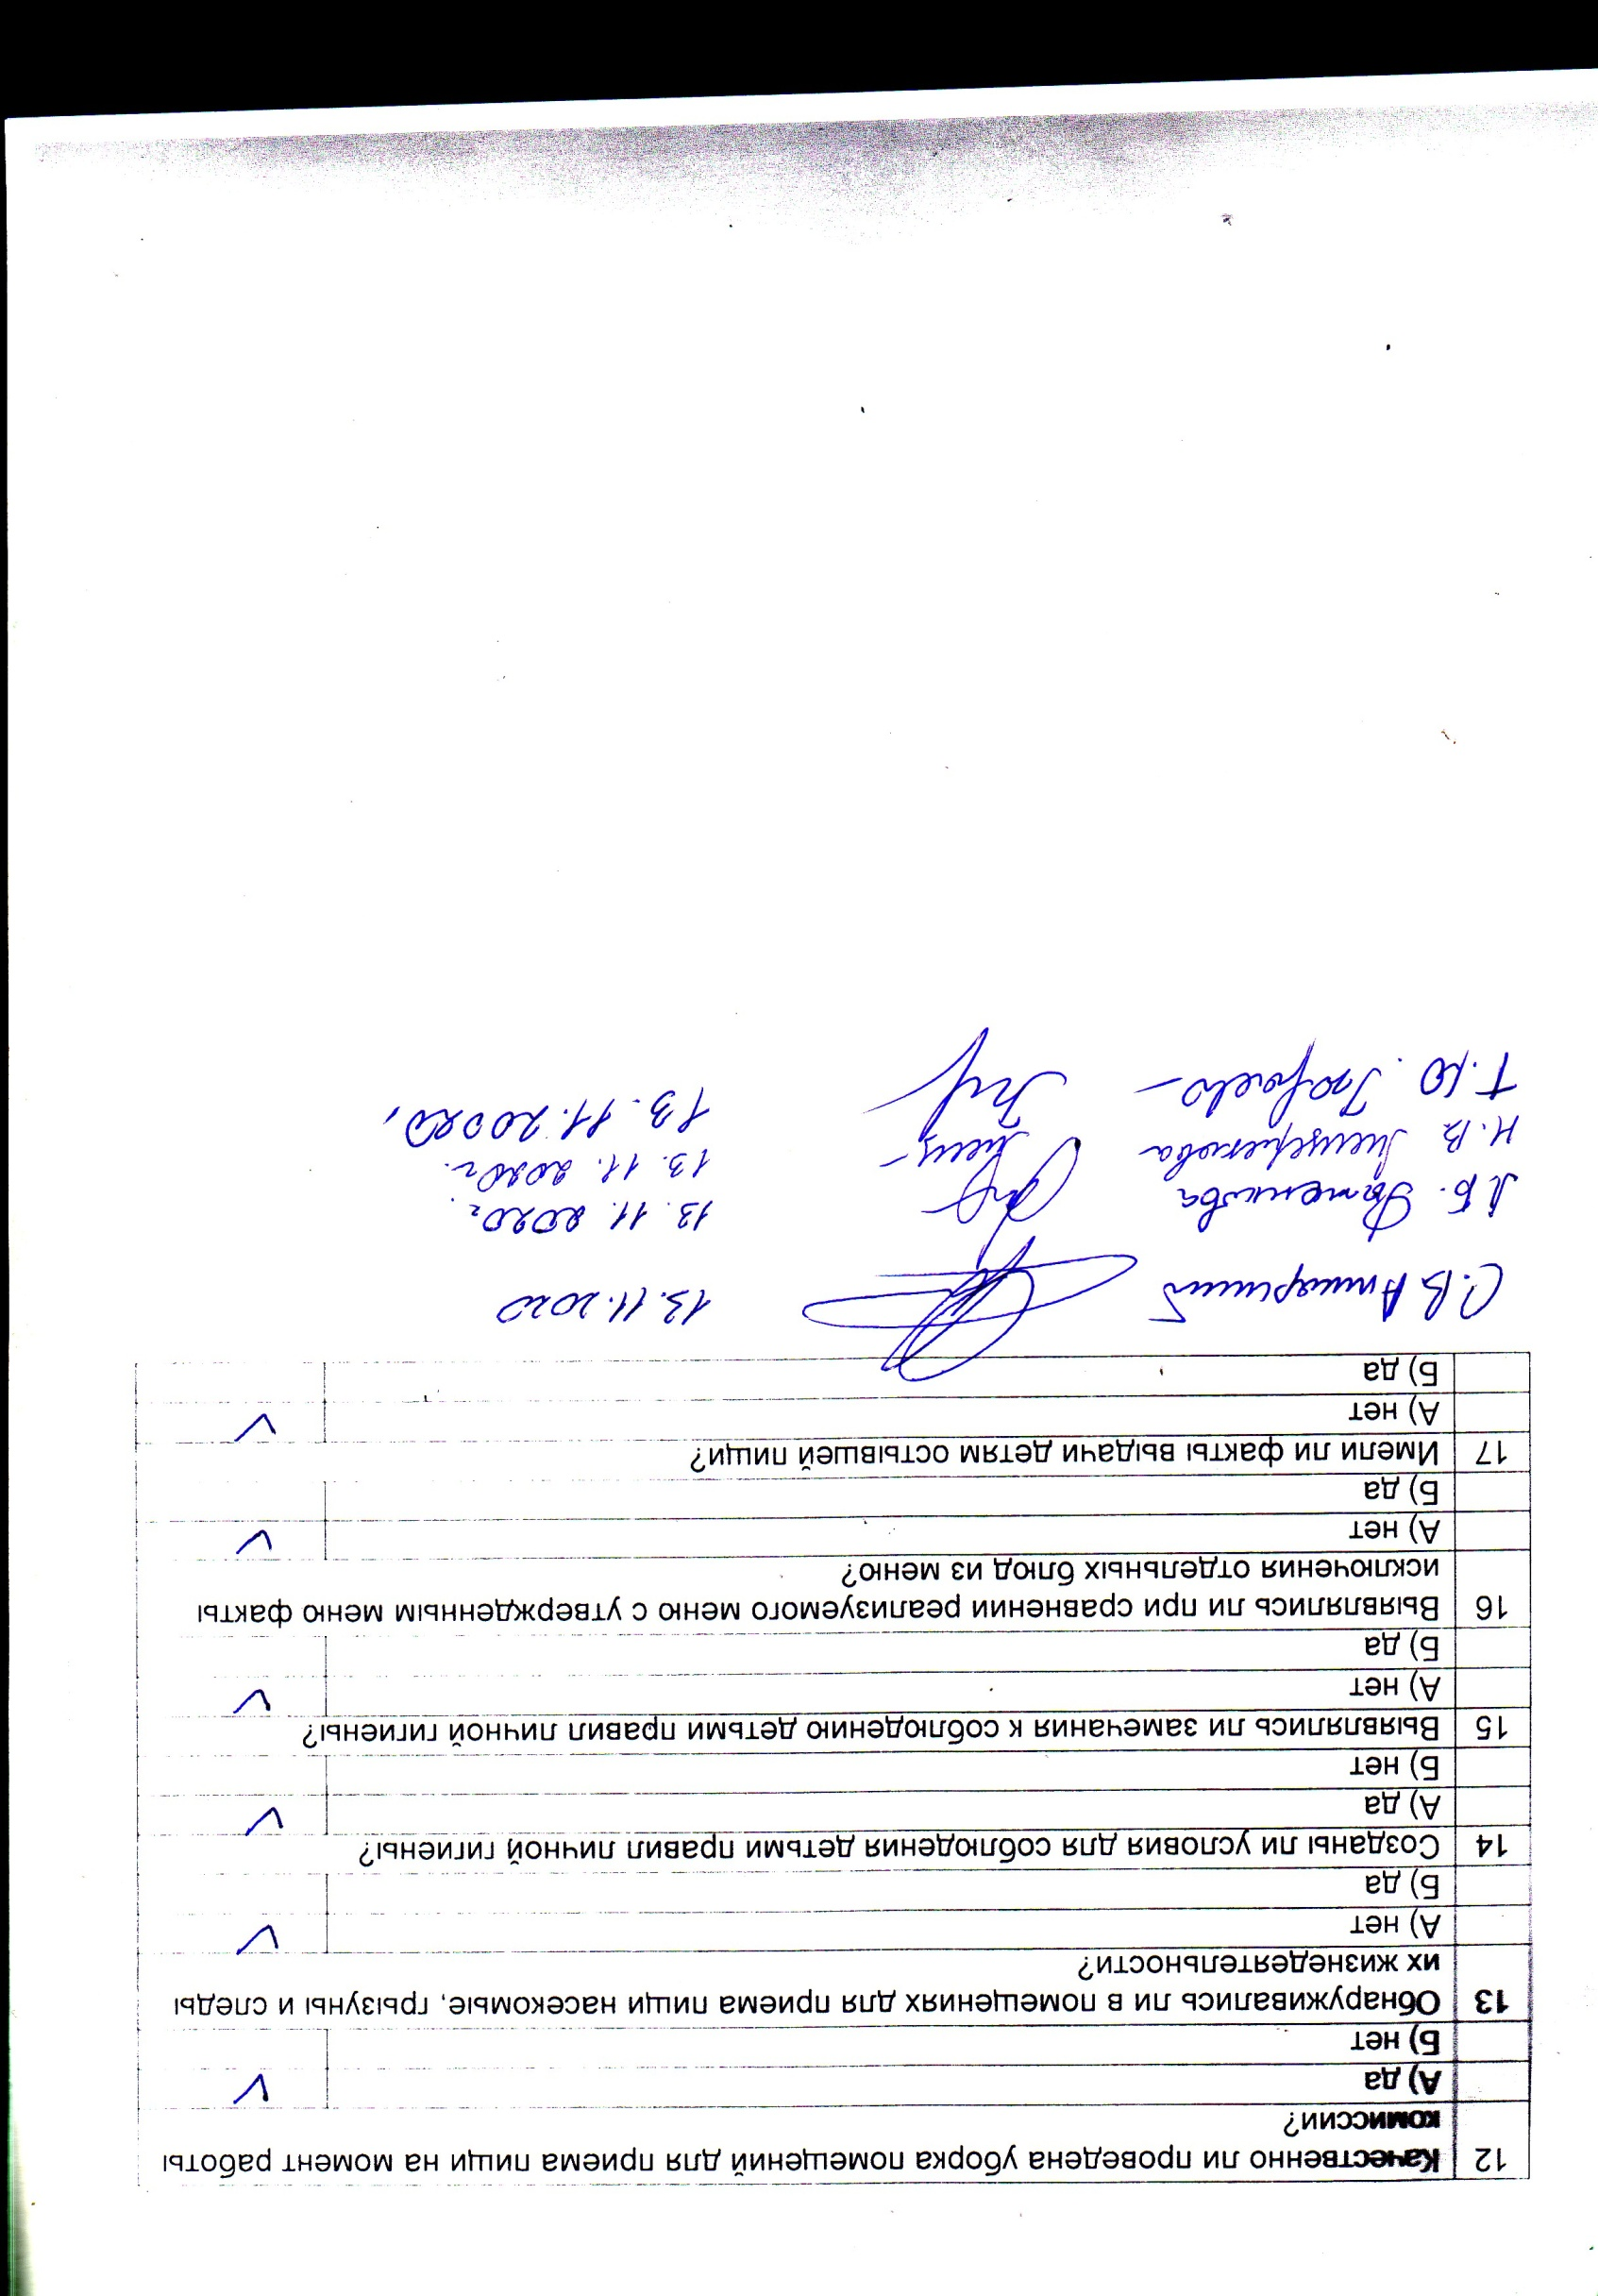 12 Качественно ли проведена уборка помещений для приема пищи на момент работы
комиссии?
А) да V
Б) нет
13 Обнаруживались ли в помещениях для приема пищи насекомые, грызуны и следы
их жизнедеятельности?
А) нет V
Б) да
14 Созданы ли условия для соблюдения детьми правил личной гигиены?
А) да V
Б) нет
15 Выявлялись ли замечания к соблюдению детьми правил личной гигиены?
А) нет V
Б) да
16 Выявлялись ли при сравнении реализуемого меню с утвержденным меню факты
исключения отдельных блюд из меню?
А) нет V
Б) да
17 Имели ли факты выдачи детям остывшей пищи?
А) нет V
Б) да
С.В. 13.11.2020
Л.Б. 13.11.2020г.
Н.В. 13.11.2020г.
Т.Ю. 13.11.2020